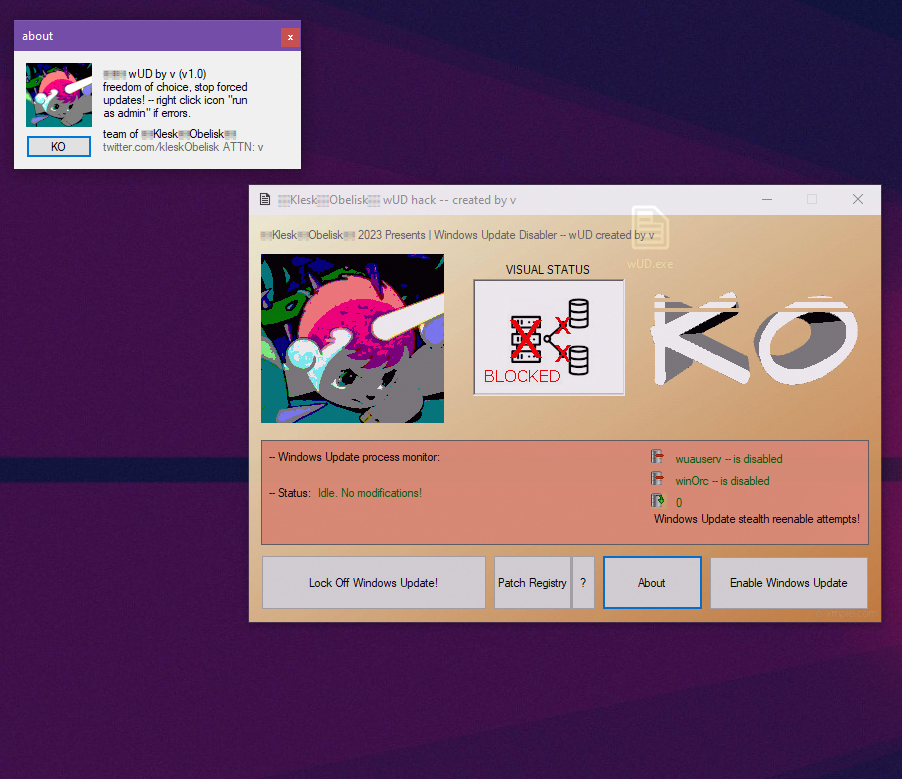 about
x
wUD by v (v1.0)
freedom of choice, stop forced
updates! -- right click icon "run
as admin" if errors.
team of Klesk Obelisk
twitter.com/kleskObelisk ATTN: v
KO
Klesk Obelisk wUD hack -- created by v
Klesk Obelisk 2023 Presents | Windows Update Disabler -- wUD created by v
wUD.exe
VISUAL STATUS
BLOCKED
KO
-- Windows Update process monitor:
wuauserv -- is disabled
winOrc -- is disabled
-- Status: Idle. No modifications!
0
Windows Update stealth reenable attempts!
Lock Off Windows Update!
Patch Registry
?
About
Enable Windows Update